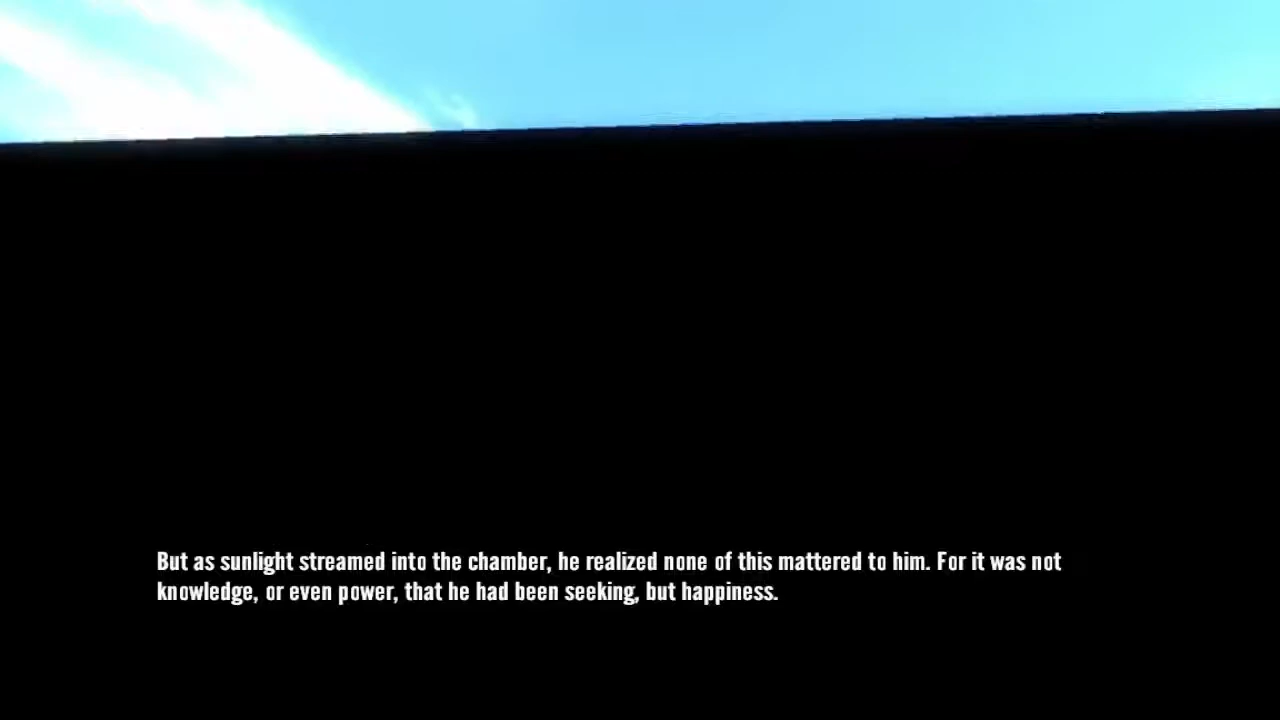 But as sunlight streamed into the chamber, he realized none of this mattered to him. For it was not
knowledge, or even power, that he had been seeking, but happiness.